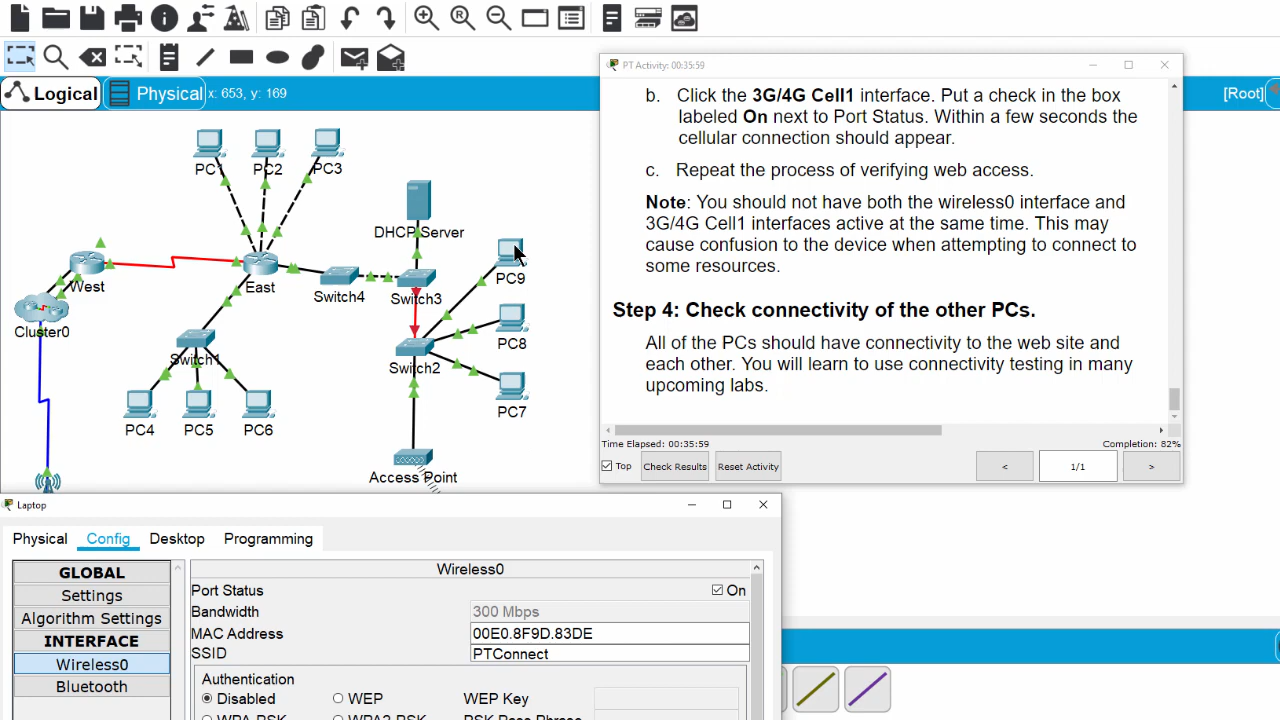 PT Activity: 00:35:59
Logical
Physical
x: 653, y: 169
[Root]
b. Click the 3G/4G Cell1 interface. Put a check in the box
labeled On next to Port Status. Within a few seconds the
cellular connection should appear.
c. Repeat the process of verifying web access.
Note: You should not have both the wireless0 interface and
3G/4G Cell1 interfaces active at the same time. This may
cause confusion to the device when attempting to connect to
some resources.
Step 4: Check connectivity of the other PCs.
All of the PCs should have connectivity to the web site and
each other. You will learn to use connectivity testing in many
upcoming labs.
Time Elapsed: 00:35:59
Completion: 82%
Top
Check Results
Reset Activity
<
1/1
>
PC1
PC2
PC3
DHCP Server
West
East
Switch4
Switch3
PC9
Cluster0
Switch1
Switch2
PC8
PC7
PC4
PC5
PC6
Access Point
Laptop
Physical
Config
Desktop
Programming
GLOBAL
Settings
Algorithm Settings
INTERFACE
Wireless0
Bluetooth
Wireless0
Port Status
On
Bandwidth
300 Mbps
MAC Address
00E0.8F9D.83DE
SSID
PTConnect
Authentication
Disabled
WEP
WEP Key
WPA-PSK
WPA2-PSK
PSK Pass Phrase